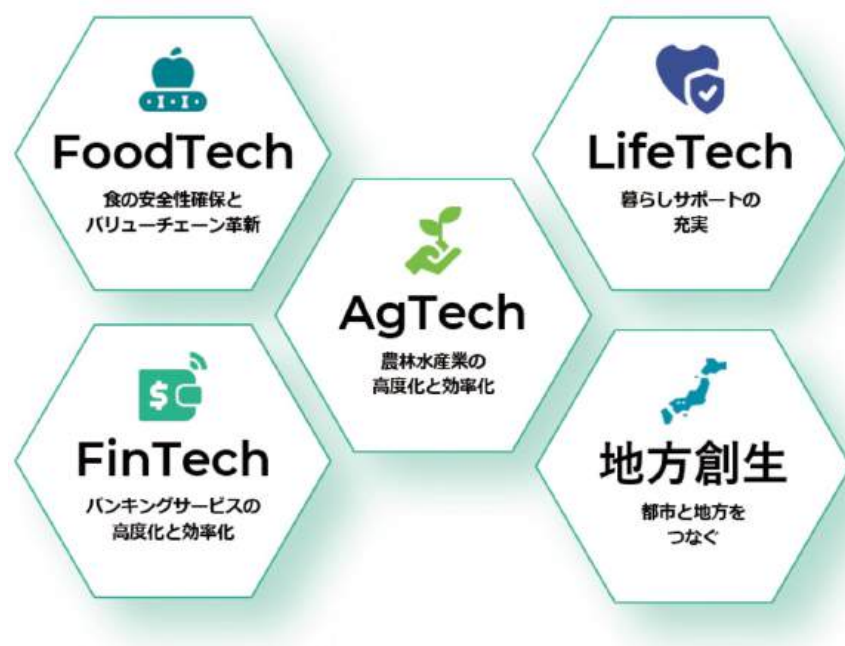 FoodTech
食の安全性確保と
バリューチェーン革新
LifeTech
暮らしサポートの
充実
AgTech
農林水産業の
高度化と効率化
FinTech
バンキングサービスの
高度化と効率化
地方創生
都市と地方を
つなぐ